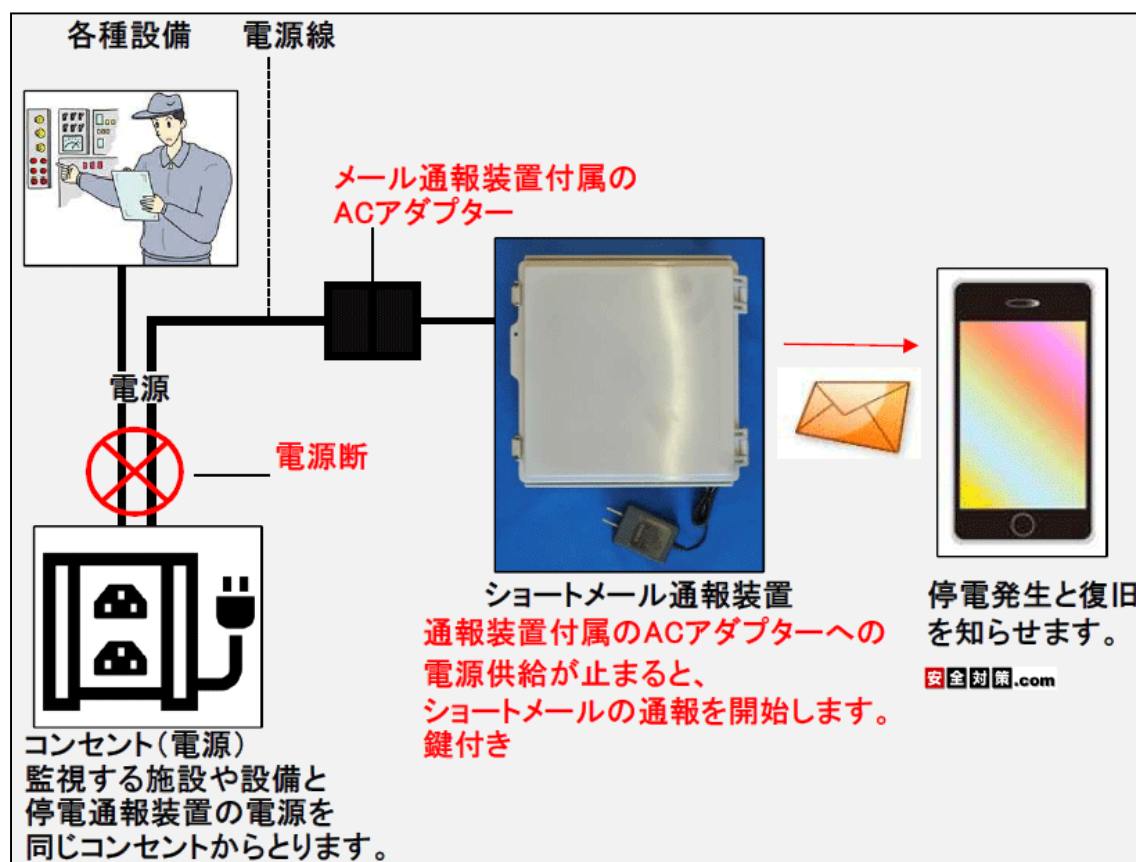 各種設備
電源線
メール通報装置付属の
ACアダプター
電源
電源断
ショートメール通報装置
通報装置付属のACアダプターへの
電源供給が止まると、
ショートメールの通報を開始します。
鍵付き
停電発生と復旧
を知らせます。
安全対策.com
コンセント(電源)
監視する施設や設備と
停電通報装置の電源を
同じコンセントからとります。